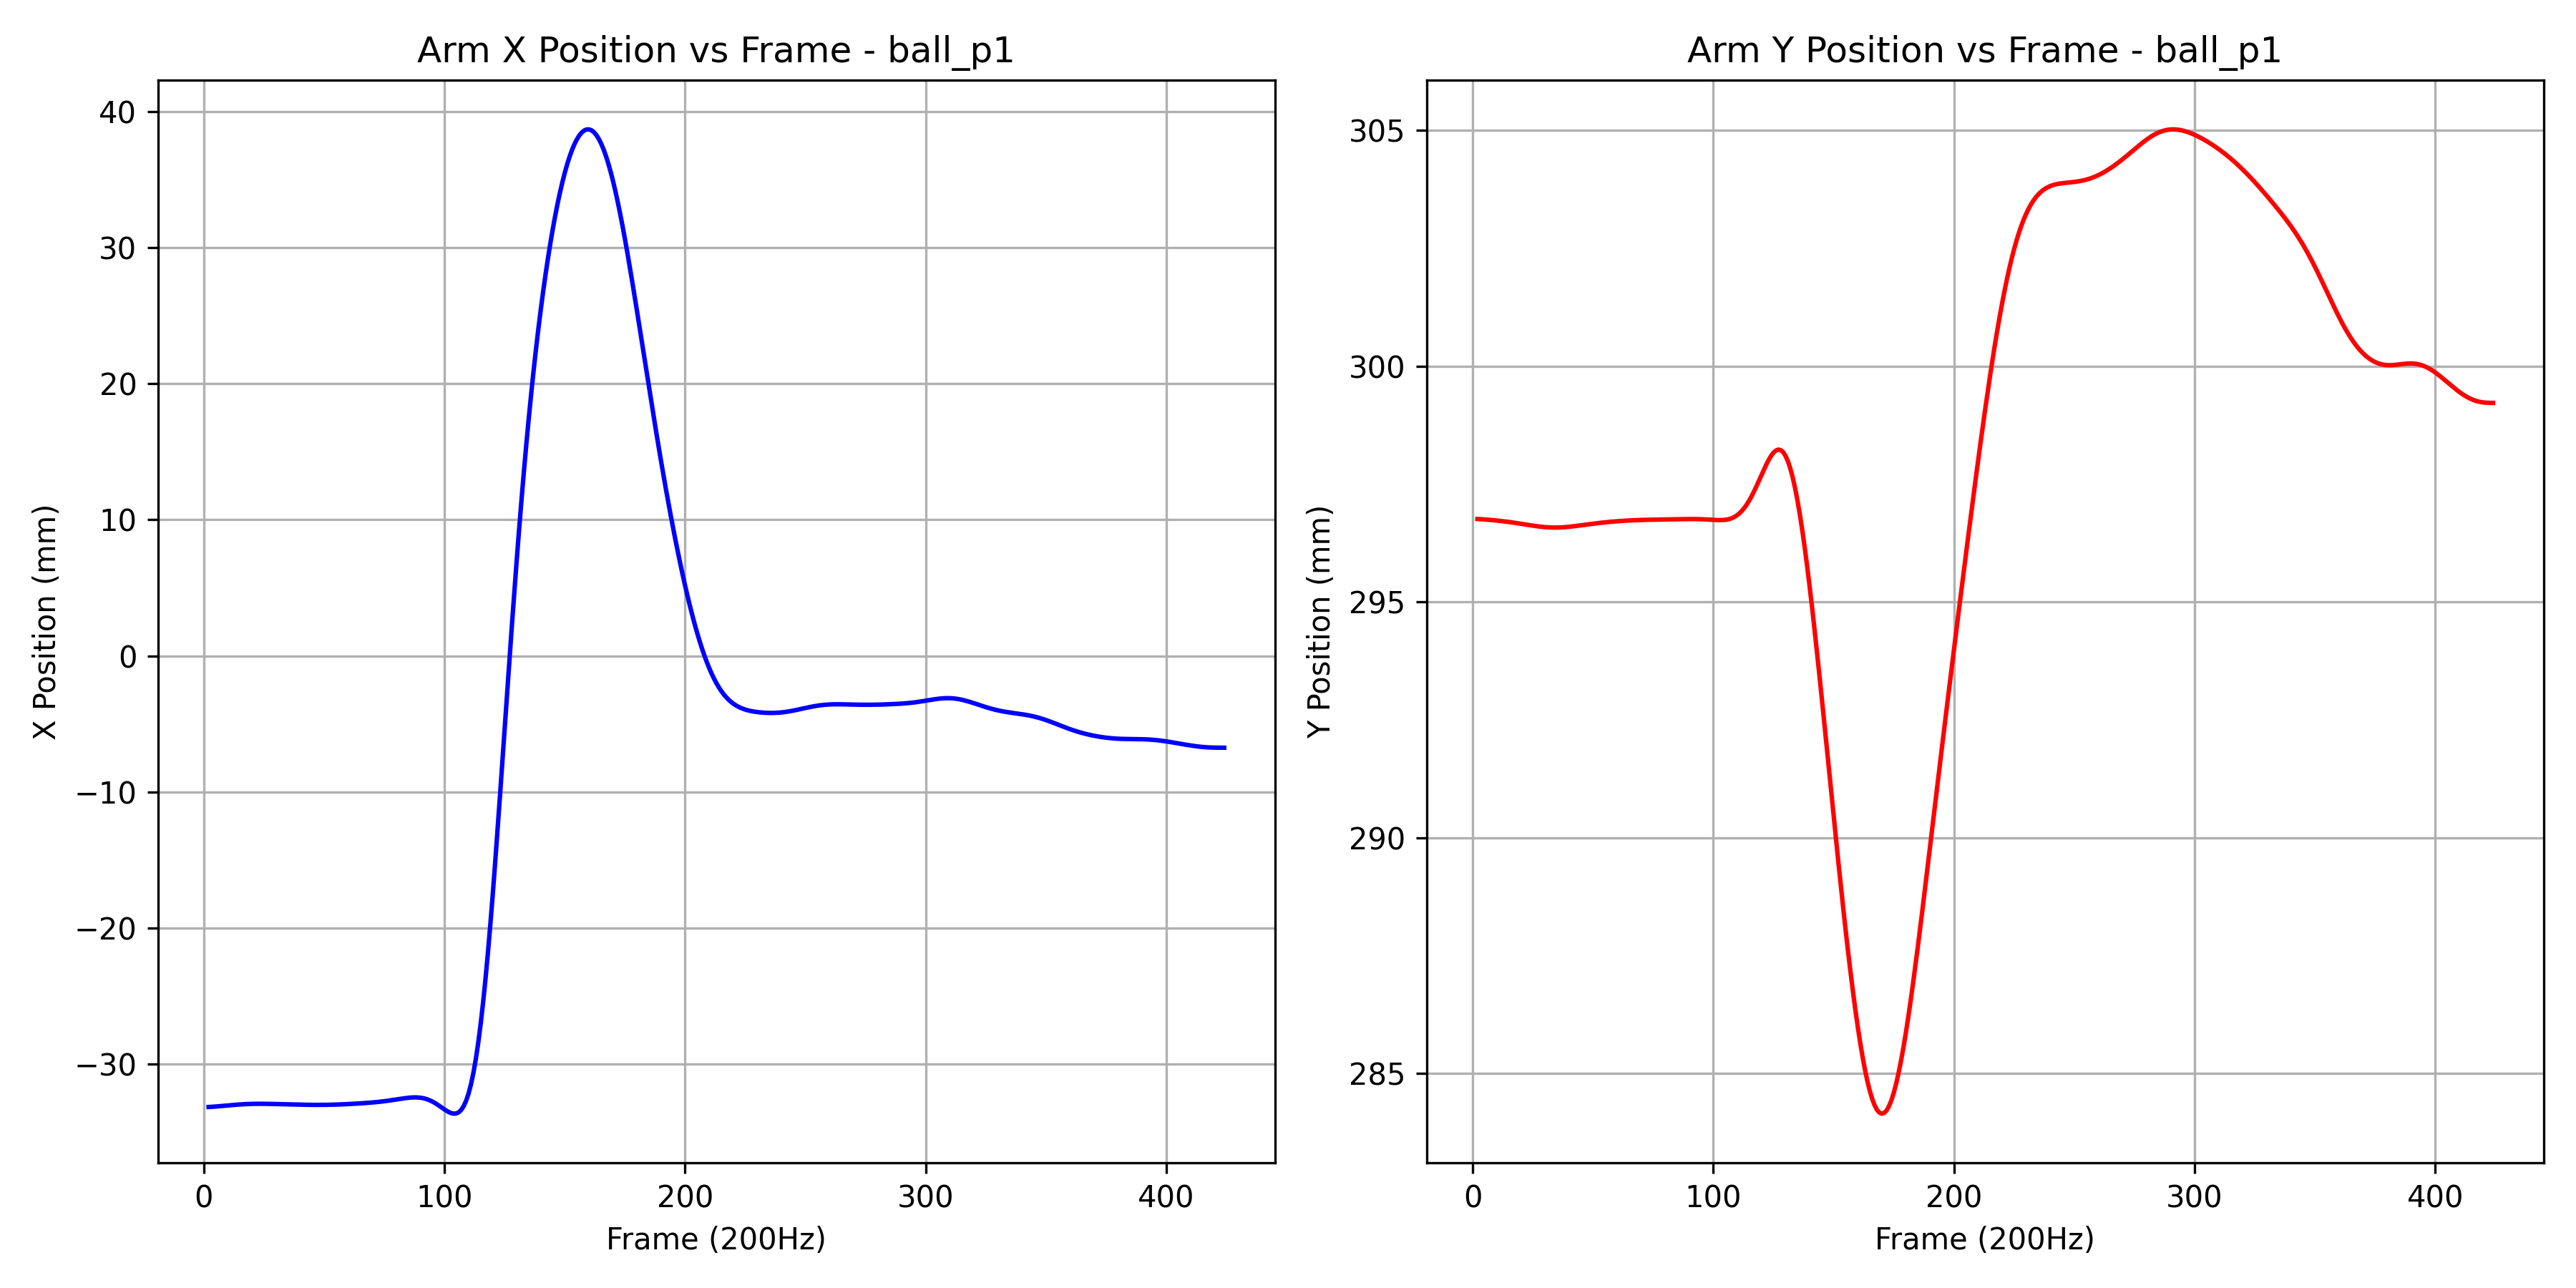 Arm X Position vs Frame - ball_p1
X Position (mm)
40
30
20
10
0
−10
−20
−30
0 100 200 300 400
Frame (200Hz)
Arm Y Position vs Frame - ball_p1
Y Position (mm)
305
300
295
290
285
0 100 200 300 400
Frame (200Hz)